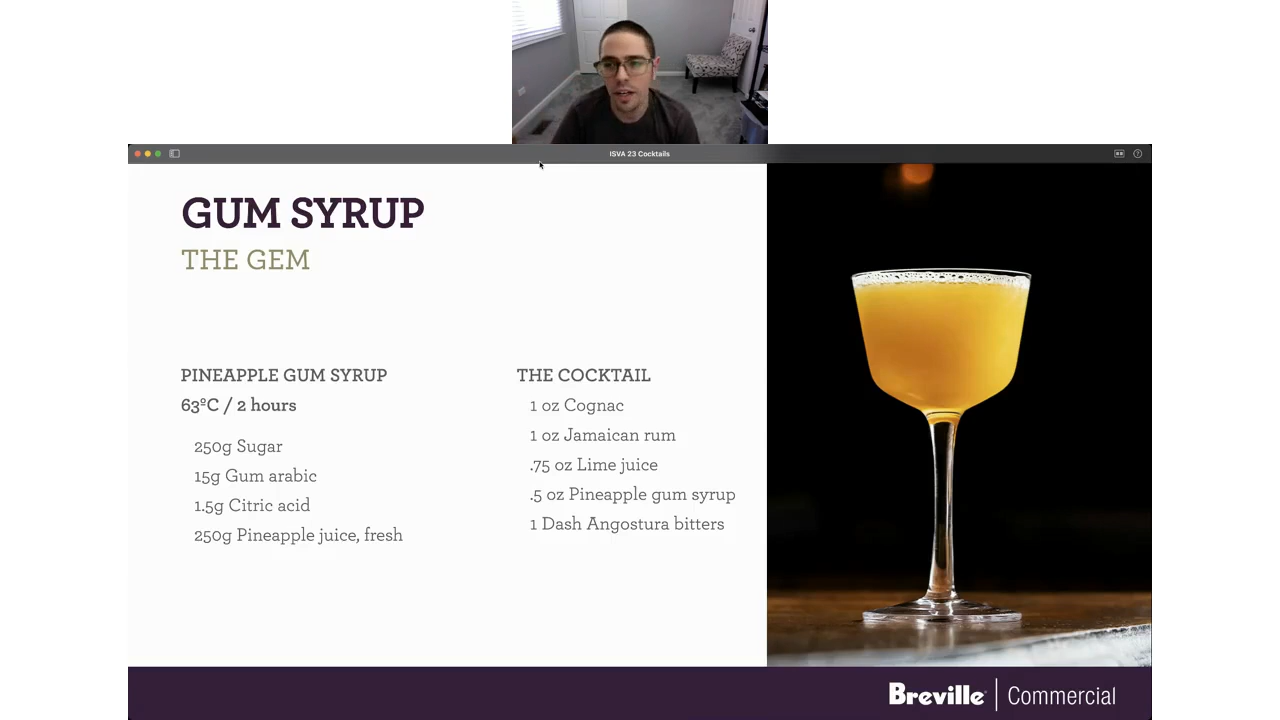 ISVA 23 Cocktails
GUM SYRUP
THE GEM
PINEAPPLE GUM SYRUP
63ºC / 2 hours
250g Sugar
15g Gum arabic
1.5g Citric acid
250g Pineapple juice, fresh
THE COCKTAIL
1 oz Cognac
1 oz Jamaican rum
.75 oz Lime juice
.5 oz Pineapple gum syrup
1 Dash Angostura bitters
Breville | Commercial